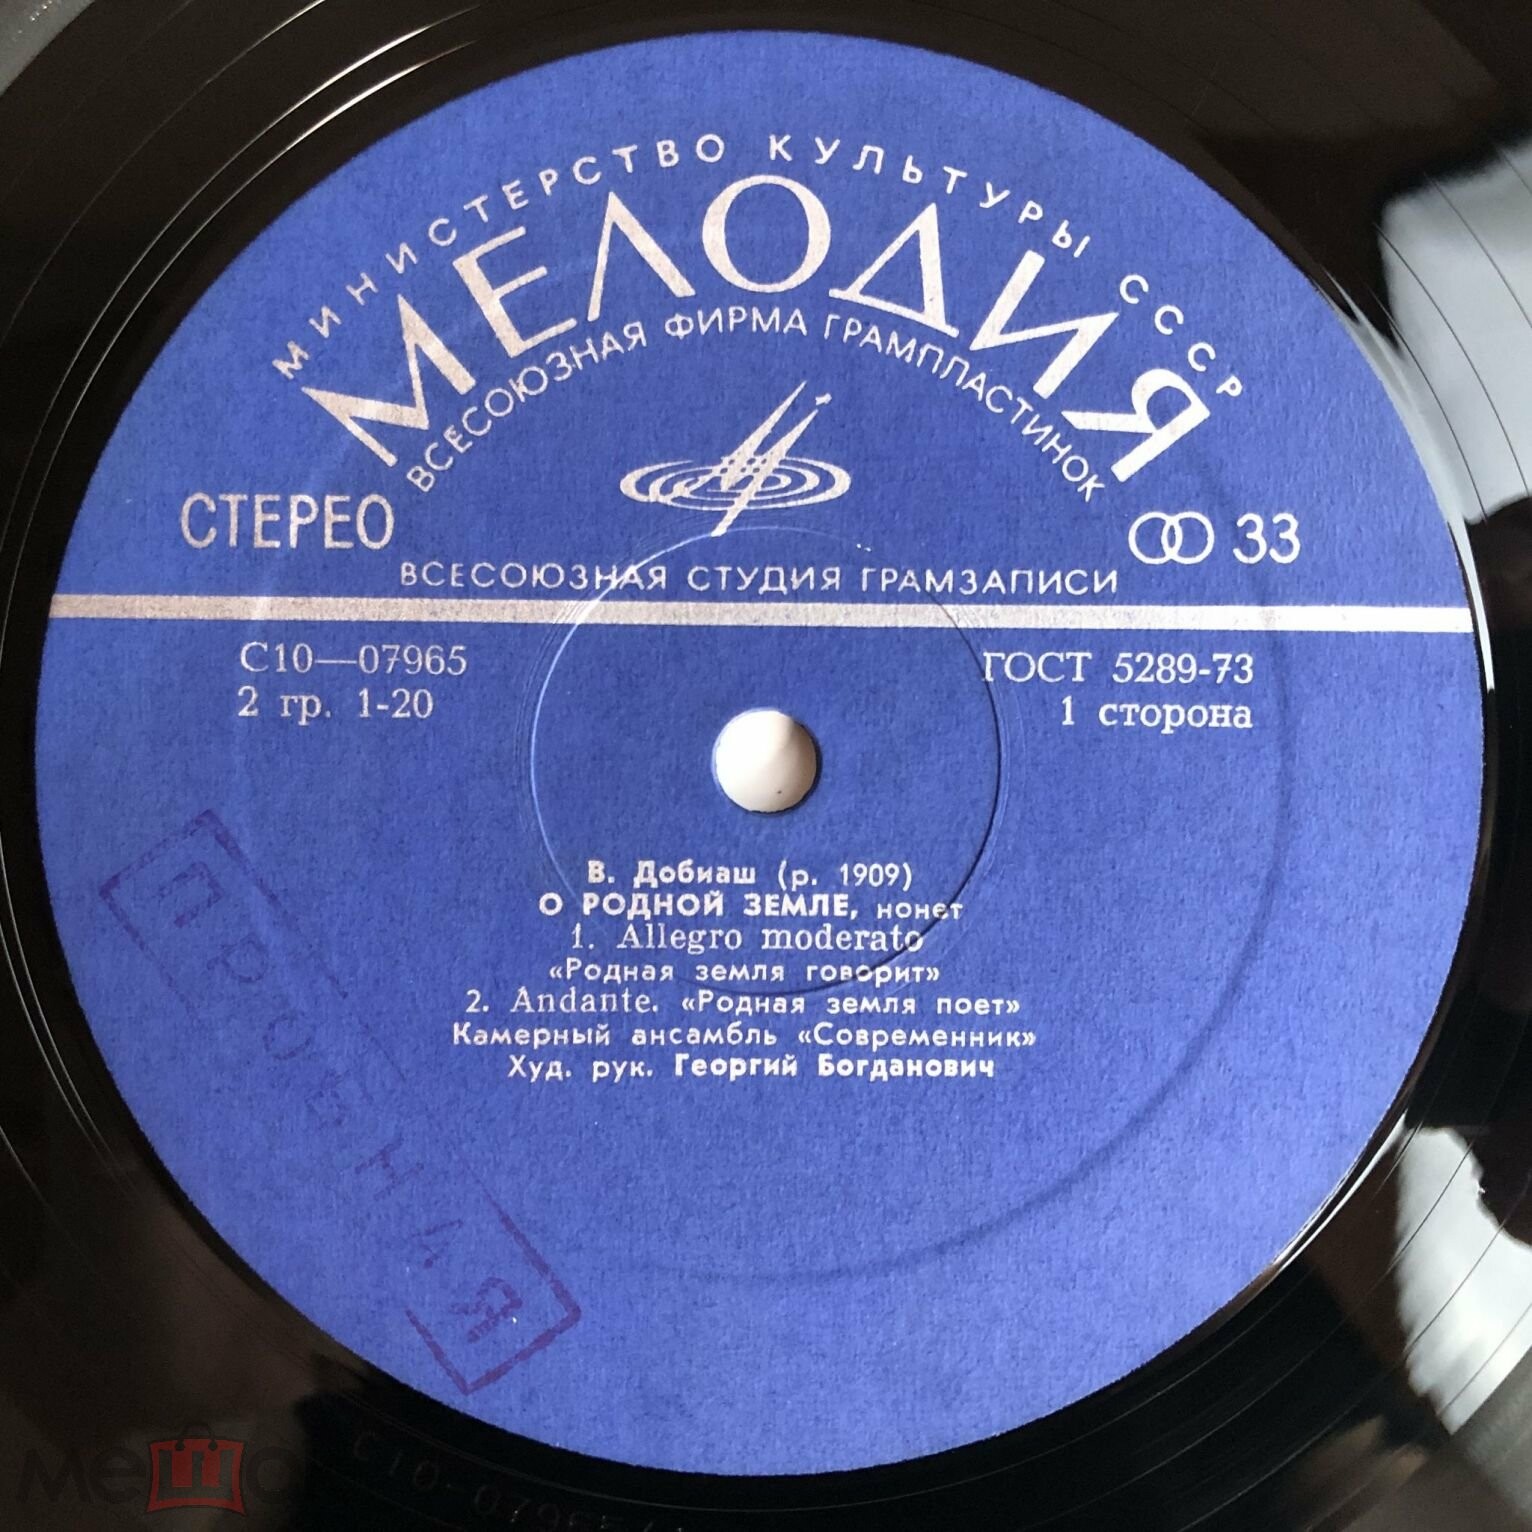 МИНИСТЕРСТВО КУЛЬТУРЫ СССР
МЕЛОДИЯ
ВСЕСОЮЗНАЯ ФИРМА ГРАМПЛАСТИНОК
СТЕРЕО
33
ВСЕСОЮЗНАЯ СТУДИЯ ГРАМЗАПИСИ
С10—07965
ГОСТ 5289-73
2 гр. 1-20
1 сторона
В. Добиаш (р. 1909)
О РОДНОЙ ЗЕМЛЕ, нонет
1. Allegro moderato
«Родная земля говорит»
2. Andante. «Родная земля поет»
Камерный ансамбль «Современник»
Худ. рук. Георгий Богданович
ПРОБНАЯ
мешо